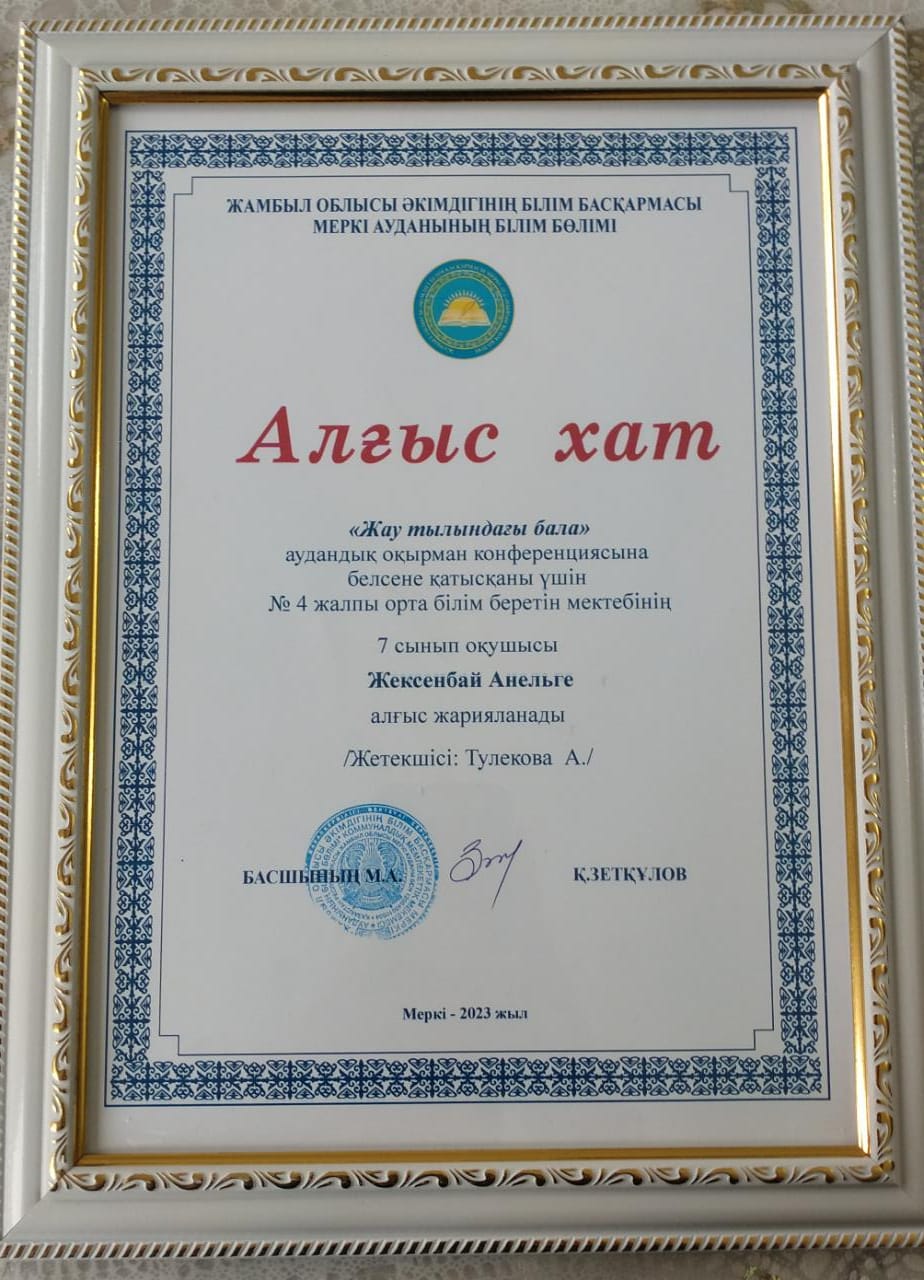 ЖАМБЫЛ ОБЛЫСЫ ӘКІМДІГІНІҢ БІЛІМ БАСҚАРМАСЫ
МЕРКІ АУДАНЫНЫҢ БІЛІМ БӨЛІМІ
Алғыс хат
«Жау тылындағы бала»
аудандық оқырман конференциясына
белсене қатысқаны үшін
№ 4 жалпы орта білім беретін мектебінің
7 сынып оқушысы
Жексенбай Анельге
алғыс жарияланады
/Жетекшісі: Тулекова А./
БАСШЫНЫҢ М.А. Қ.ЗЕТҚҰЛОВ
Меркі - 2023 жыл